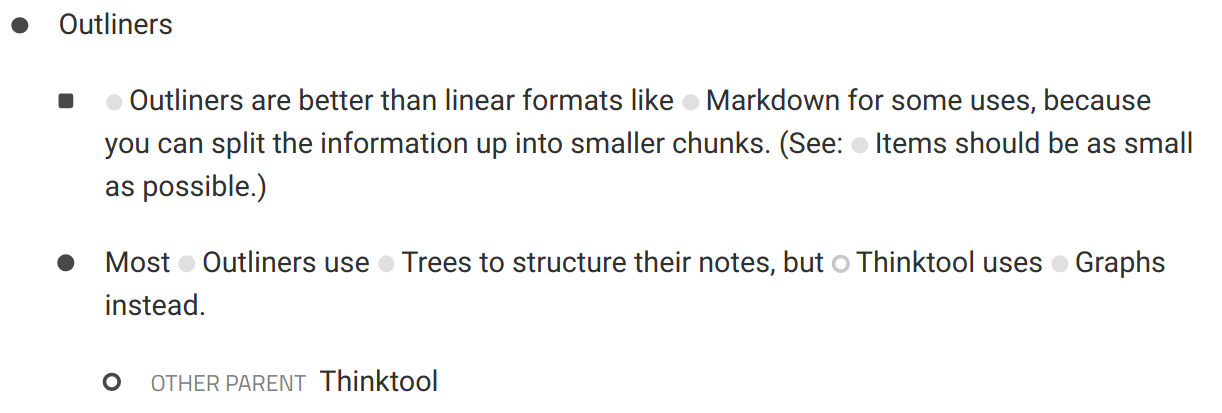 Outliners
Outliners are better than linear formats like Markdown for some uses, because
you can split the information up into smaller chunks. (See: Items should be as small
as possible.)
Most Outliners use Trees to structure their notes, but Thinktool uses Graphs
instead.
OTHER PARENT Thinktool